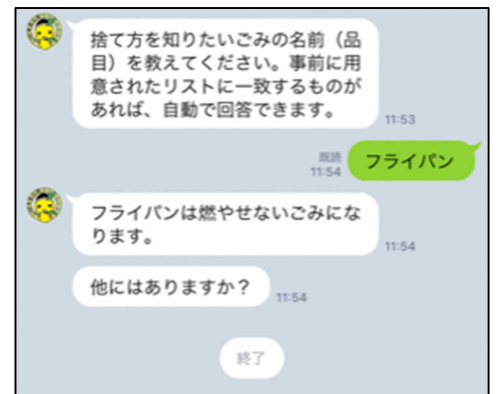 捨て方を知りたいごみの名前（品
目）を教えてください。事前に用
意されたリストに一致するものが
あれば、自動で回答できます。
11:53
既読
11:54
フライパン
フライパンは燃やせないごみにな
ります。
11:54
他にはありますか？
11:54
終了